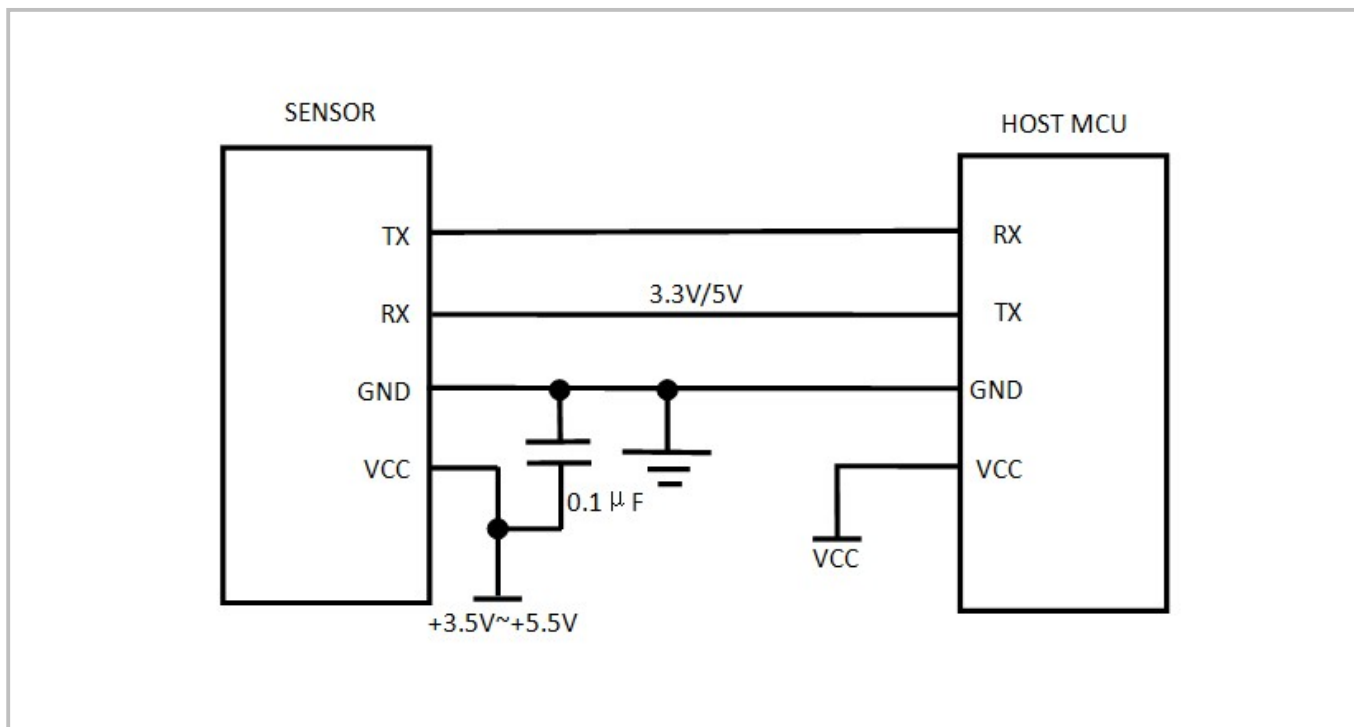 SENSOR
HOST MCU
TX
RX
3.3V/5V
RX
TX
GND
GND
VCC
VCC
0.1μF
VCC
+3.5V~+5.5V